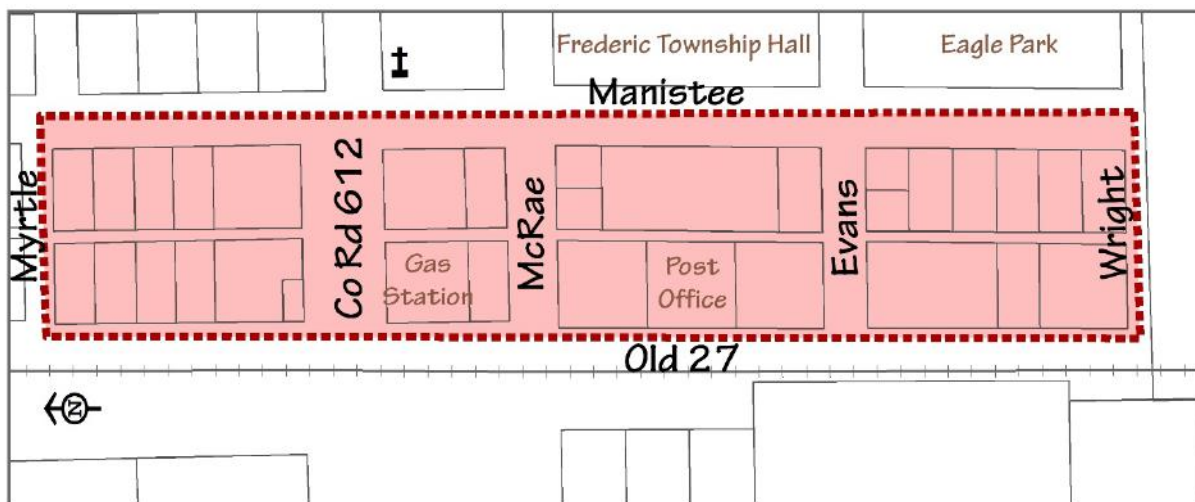 Frederic Township Hall
Eagle Park
Manistee
Myrtle
Co Rd 612
McRae
Evans
Wright
Gas
Station
Post
Office
Old 27
N